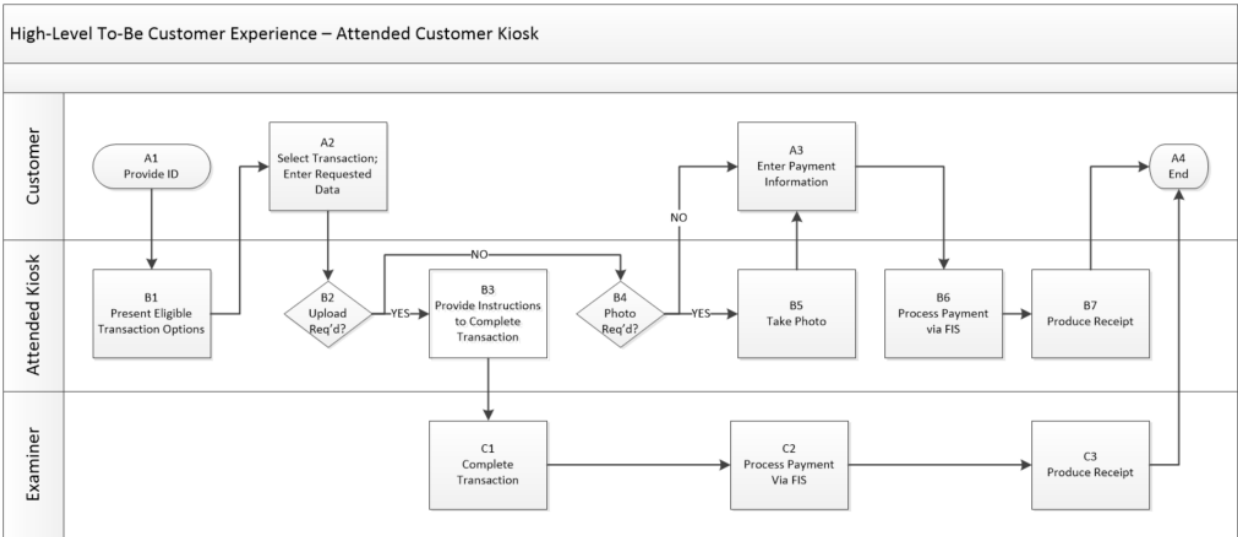 High-Level To-Be Customer Experience – Attended Customer Kiosk
Customer
A1
Provide ID
A2
Select Transaction;
Enter Requested
Data
A3
Enter Payment
Information
A4
End
NO
Attended Kiosk
B1
Present Eligible
Transaction Options
B2
Upload
Req'd?
NO
YES
B3
Provide Instructions
to Complete
Transaction
B4
Photo
Req'd?
YES
B5
Take Photo
B6
Process Payment
via FIS
B7
Produce Receipt
Examiner
C1
Complete
Transaction
C2
Process Payment
Via FIS
C3
Produce Receipt